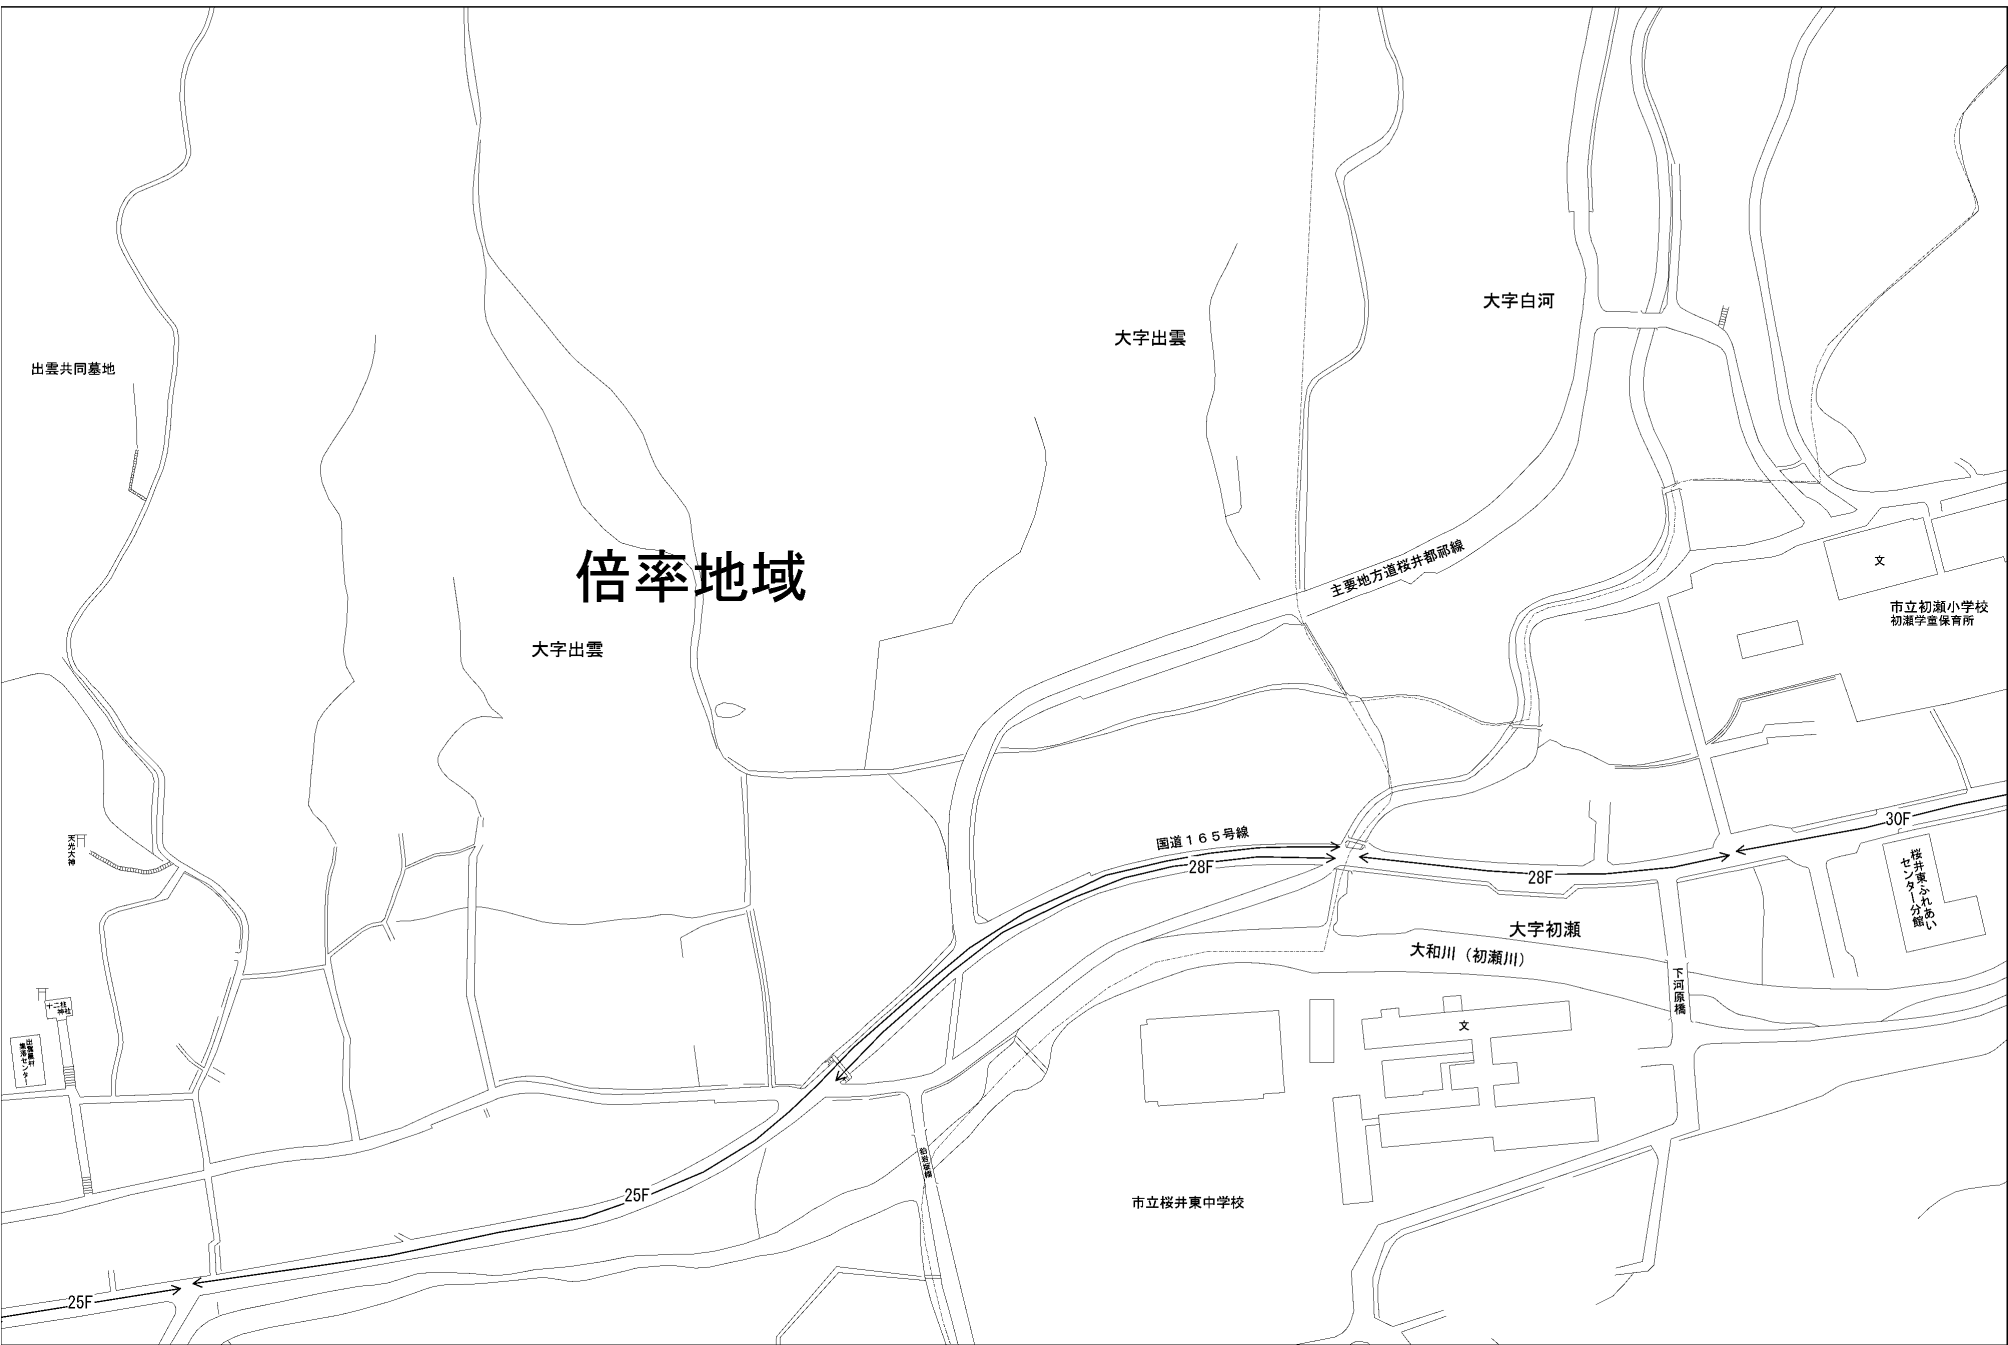 大字白河
大字出雲
出雲共同墓地
倍率地域
主要地方道桜井都祁線
文
市立初瀬小学校
初瀬学童保育所
大字出雲
国道165号線
28F
28F
30F
天光大神
桜井東ふれあい
センター分館
大字初瀬
大和川（初瀬川）
下河原橋
十二柱
神社
文
25F
市立桜井東中学校
25F